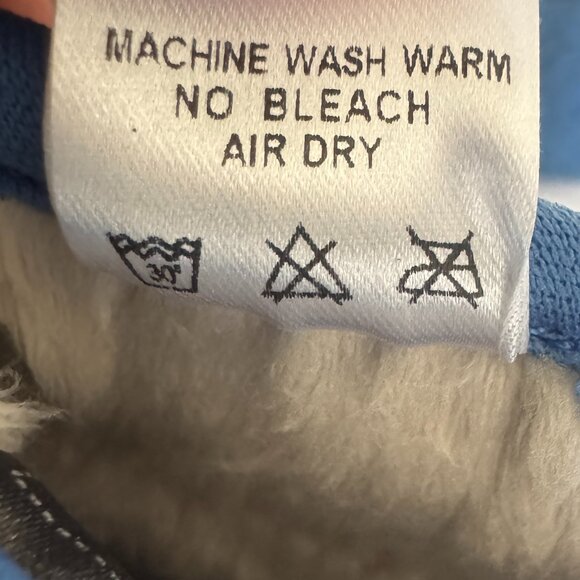 MACHINE WASH WARM
NO BLEACH
AIR DRY
30°